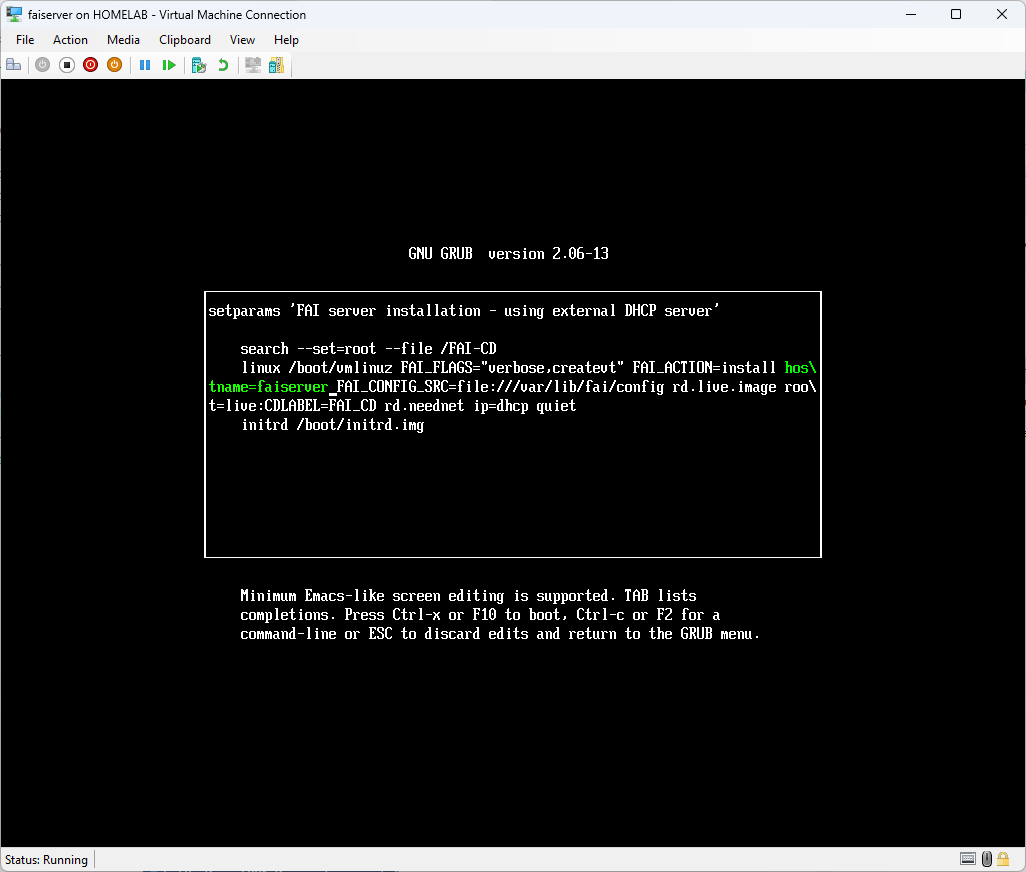 faiserver on HOMELAB - Virtual Machine Connection
File Action Media Clipboard View Help
GNU GRUB version 2.06-13
setparams 'FAI server installation - using external DHCP server'
search --set=root --file /FAI-CD
linux /boot/vmlinuz FAI_FLAGS="verbose,createvt" FAI_ACTION=install hos\
tname=faiserver_FAI_CONFIG_SRC=file:///var/lib/fai/config rd.live.image roo\
t=live:CDLABEL=FAI_CD rd.neednet ip=dhcp quiet
initrd /boot/initrd.img
Minimum Emacs-like screen editing is supported. TAB lists
completions. Press Ctrl-x or F10 to boot, Ctrl-c or F2 for a
command-line or ESC to discard edits and return to the GRUB menu.
Status: Running